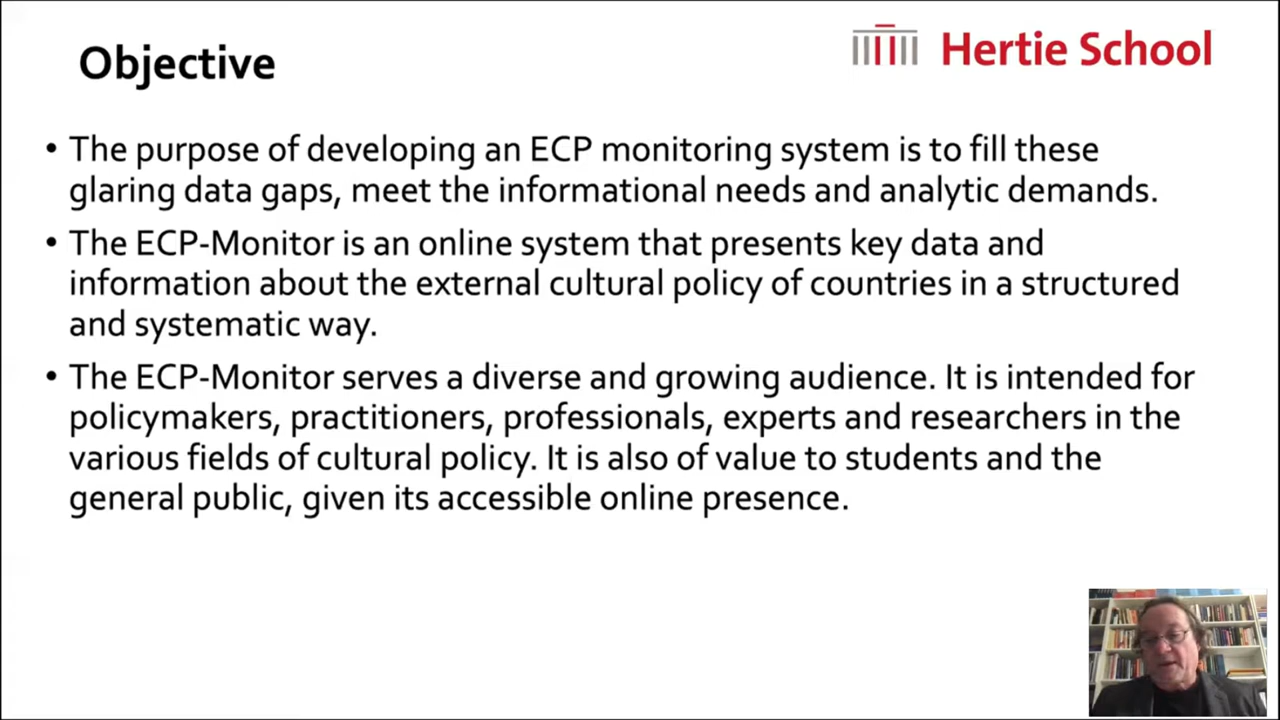 Objective
Hertie School
• The purpose of developing an ECP monitoring system is to fill these
glaring data gaps, meet the informational needs and analytic demands.
• The ECP-Monitor is an online system that presents key data and
information about the external cultural policy of countries in a structured
and systematic way.
• The ECP-Monitor serves a diverse and growing audience. It is intended for
policymakers, practitioners, professionals, experts and researchers in the
various fields of cultural policy. It is also of value to students and the
general public, given its accessible online presence.